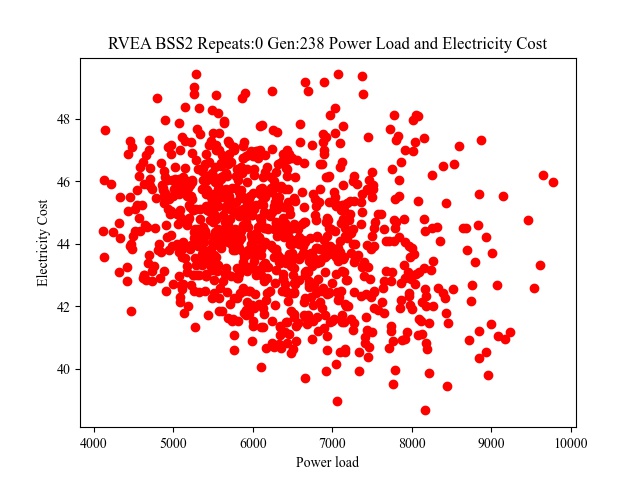 RVEA BSS2 Repeats:0 Gen:238 Power Load and Electricity Cost
48
46
44
42
40
Electricity Cost
4000 5000 6000 7000 8000 9000 10000
Power load